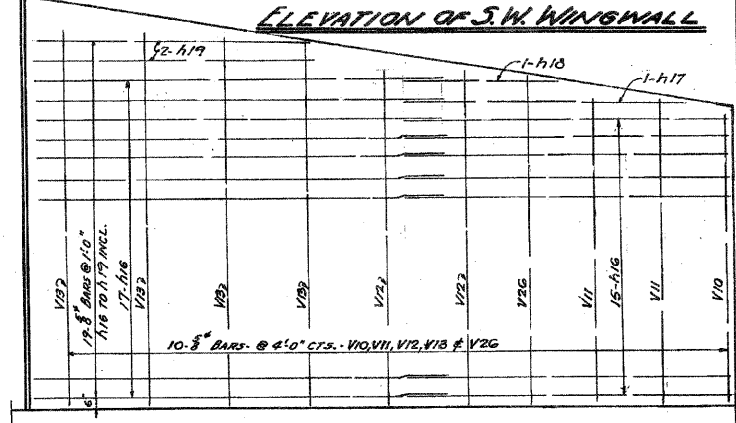 ELEVATION OF S.W. WINGWALL
2-h19
1-h18
1-h17
19-5/8"ᶲ BARS @ 1'-0"
h16 TO h19 INCL.
17-h16
15-h16
V13
V13
V13
V13
V12
V12
V26
V11
V11
V10
10-5/8"ᶲ BARS- @ 4'-0" CTS.- V10, V11, V12, V13 & V26
6"